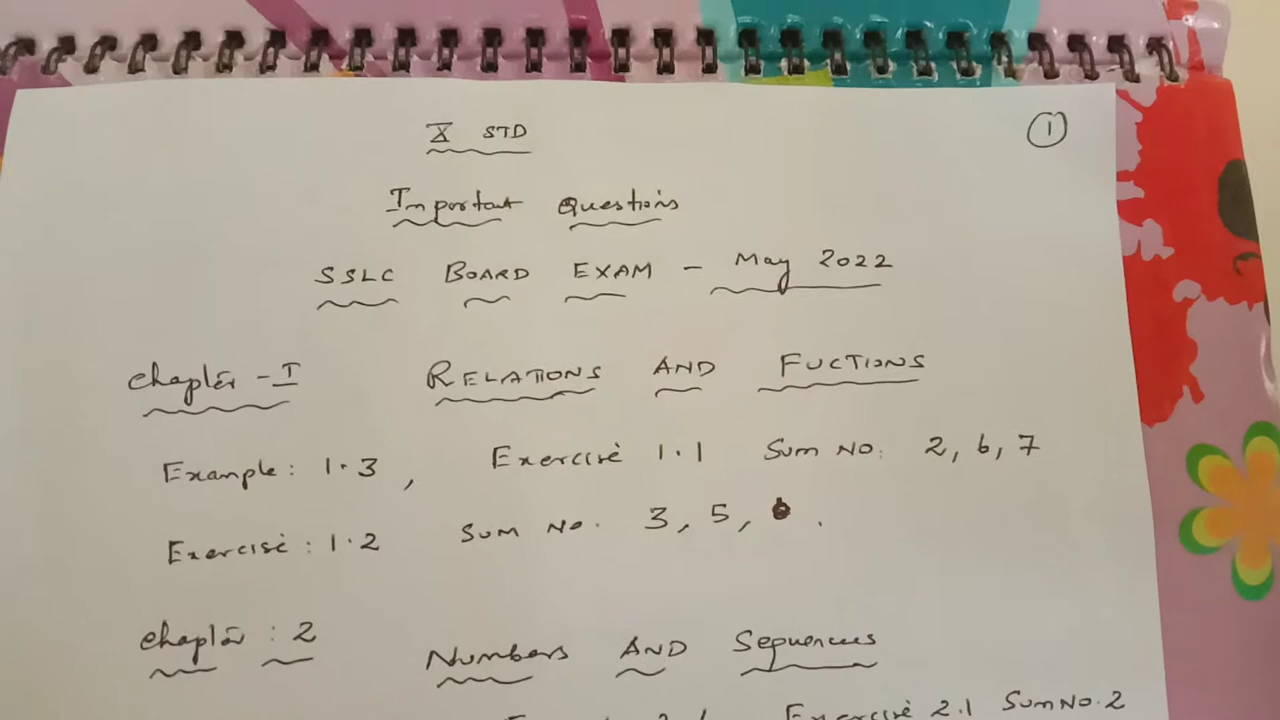 X STD
1
Important Questions
SSLC BOARD EXAM - May 2022
Chapter - I RELATIONS AND FUCTIONS
Example: 1.3, Exercise 1.1 Sum No: 2, 6, 7
Exercise: 1.2 Sum No. 3, 5, .
Chapter : 2 Numbers AND Sequences
Exercise 2.1 Sum No. 2